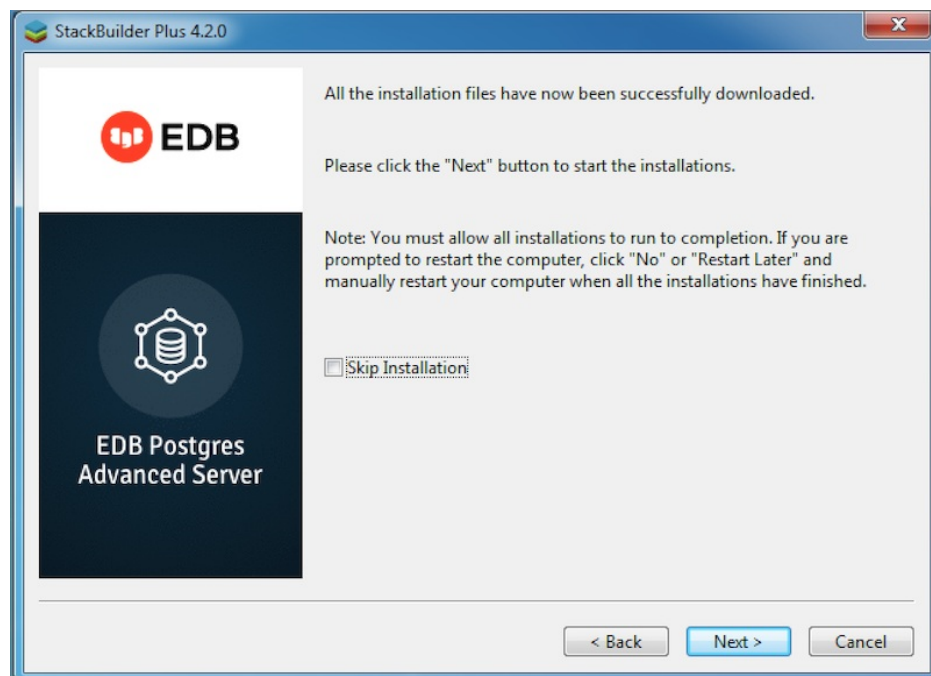 StackBuilder Plus 4.2.0
EDB
EDB Postgres
Advanced Server
All the installation files have now been successfully downloaded.
Please click the "Next" button to start the installations.
Note: You must allow all installations to run to completion. If you are
prompted to restart the computer, click "No" or "Restart Later" and
manually restart your computer when all the installations have finished.
Skip Installation
< Back
Next >
Cancel